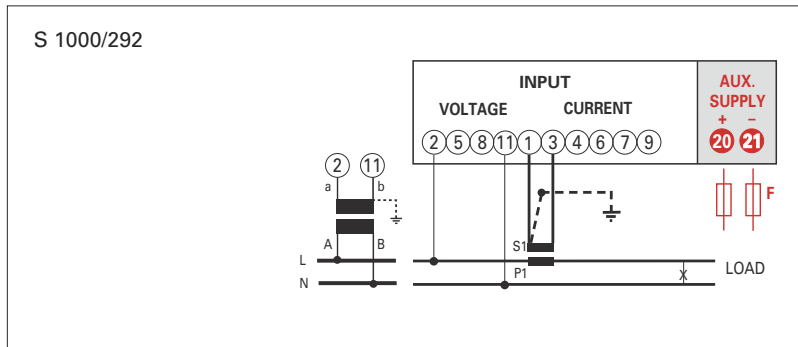 S 1000/292
INPUT
AUX.
SUPPLY
VOLTAGE CURRENT
+ –
2 5 8 11 1 3 4 6 7 9
20 21
2 11
a b
F
A B
S1
L
P1
LOAD
X
N